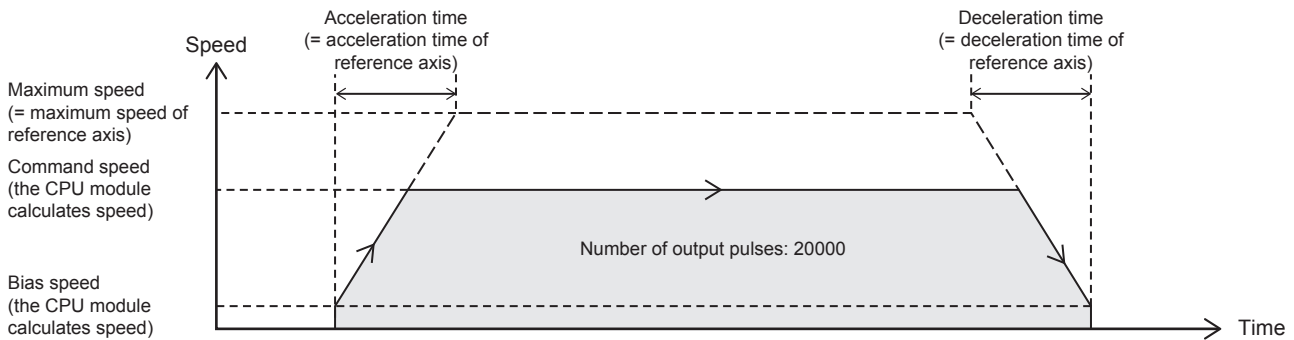 Acceleration time
(= acceleration time of
reference axis)
Deceleration time
(= deceleration time of
reference axis)
Speed
Maximum speed
(= maximum speed of
reference axis)
Command speed
(the CPU module
calculates speed)
Number of output pulses: 20000
Bias speed
(the CPU module
calculates speed)
Time